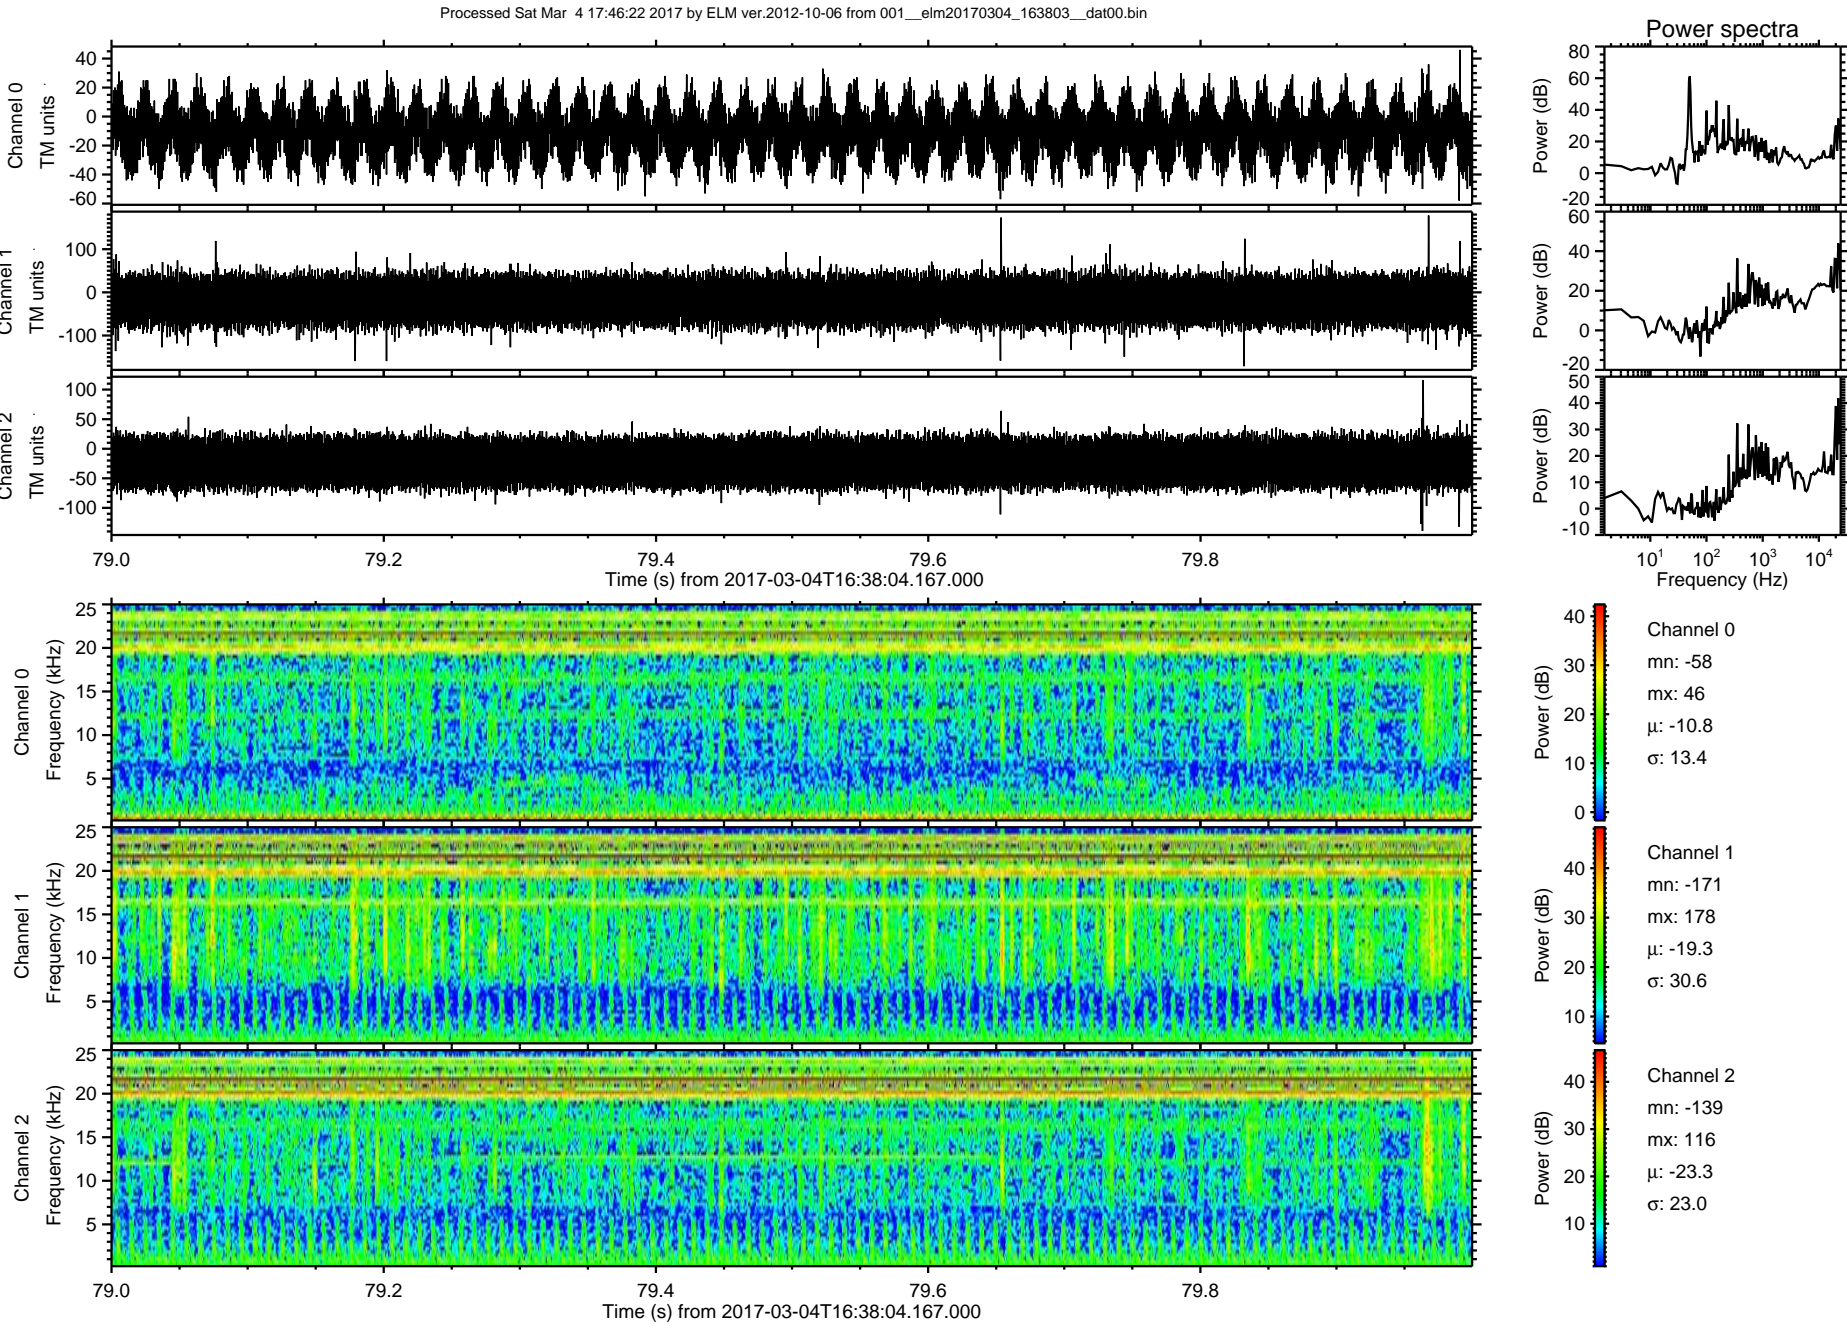 Processed Sat Mar 4 17:46:22 2017 by ELM ver.2012-10-06 from 001__elm20170304_163803__dat00.bin
Power spectra
Channel 0
TM units
40
20
0
-20
-40
-60
Power (dB)
80
60
40
20
0
-20
Channel 1
TM units
100
0
-100
Power (dB)
60
40
20
0
-20
Channel 2
TM units
100
50
0
-50
-100
Power (dB)
50
40
30
20
10
0
-10
79.0 79.2 79.4 79.6 79.8
Time (s) from 2017-03-04T16:38:04.167.000
10^1 10^2 10^3 10^4
Frequency (Hz)
Channel 0
Frequency (kHz)
25
20
15
10
5
Power (dB)
40
30
20
10
0
Channel 0
mn: -58
mx: 46
μ: -10.8
σ: 13.4
Channel 1
Frequency (kHz)
25
20
15
10
5
Power (dB)
40
30
20
10
Channel 1
mn: -171
mx: 178
μ: -19.3
σ: 30.6
Channel 2
Frequency (kHz)
25
20
15
10
5
Power (dB)
40
30
20
10
Channel 2
mn: -139
mx: 116
μ: -23.3
σ: 23.0
79.0 79.2 79.4 79.6 79.8
Time (s) from 2017-03-04T16:38:04.167.000